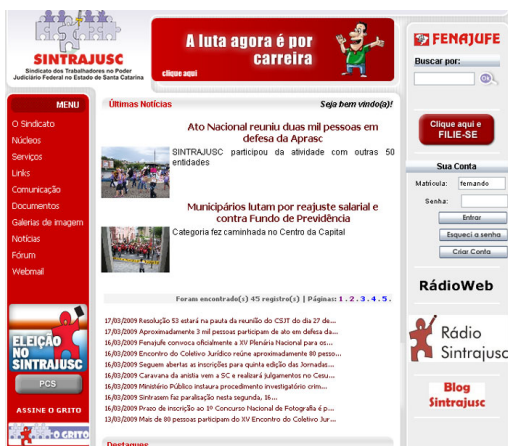 SINTRAJUSC
Sindicato dos Trabalhadores no Poder
Judiciário Federal no Estado de Santa Catarina
A luta agora é por
carreira
clique aqui
FENAJUFE
Buscar por:
Ok
Clique aqui e
FILIE-SE
Sua Conta
Matrícula: fernando
Senha:
Entrar
Esqueci a senha
Criar Conta
RádioWeb
Rádio
Sintrajusc
Blog
Sintrajusc
MENU
O Sindicato
Núcleos
Serviços
Links
Comunicação
Documentos
Galerias de imagem
Notícias
Fórum
Webmail
ELEIÇÃO
NO
SINTRAJUSC
PCS
ASSINE O GRITO
O GRITO
Últimas Notícias
Seja bem vindo(a)!
Ato Nacional reuniu duas mil pessoas em
defesa da Aprasc
SINTRAJUSC participou da atividade com outras 50
entidades
Municipários lutam por reajuste salarial e
contra Fundo de Previdência
Categoria fez caminhada no Centro da Capital
Foram encontrado(s) 45 registro(s) | Páginas: 1 . 2 . 3 . 4 . 5 .
17/03/2009 Resolução 53 estará na pauta da reunião do CSJT do dia 27 de...
17/03/2009 Aproximadamente 3 mil pessoas participam de ato em defesa da...
16/03/2009 Fenajufe convoca oficialmente a XV Plenária Nacional para os...
16/03/2009 Encontro do Coletivo Jurídico reúne aproximadamente 80 pesso...
16/03/2009 Seguem abertas as inscrições para quinta edição das Jornadas...
16/03/2009 Caravana da anistia vem a SC e realizará julgamentos no Cesu...
16/03/2009 Ministério Público instaura procedimento investigatório crim...
16/03/2009 Sintrasem faz paralisação nesta segunda, 16...
16/03/2009 Prazo de inscrição ao 1º Concurso Nacional de Fotografia é p...
13/03/2009 Mais de 80 pessoas participam do XV Encontro do Coletivo Jur...
Destaques